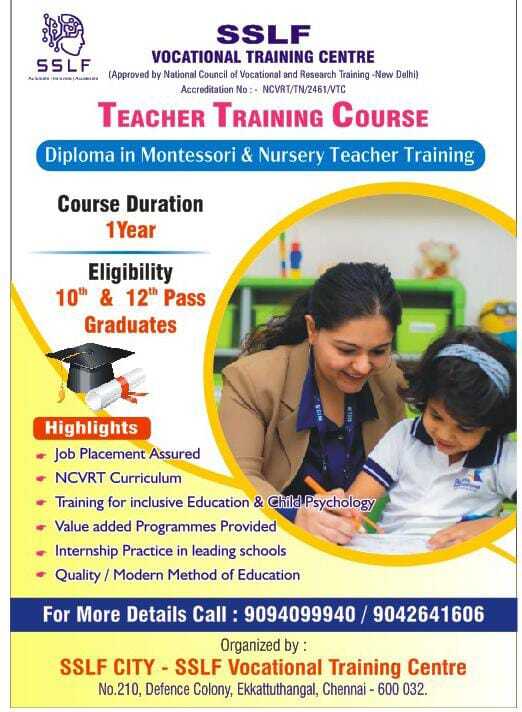 SSLF
SSLF
VOCATIONAL TRAINING CENTRE
(Approved by National Council of Vocational and Research Training -New Delhi)
Accreditation No : - NCVRT/TN/2461/VTC
TEACHER TRAINING COURSE
Diploma in Montessori & Nursery Teacher Training
Course Duration
1Year
Eligibility
10th & 12th Pass
Graduates
Highlights
Job Placement Assured
NCVRT Curriculum
Training for inclusive Education & Child Psychology
Value added Programmes Provided
Internship Practice in leading schools
Quality / Modern Method of Education
For More Details Call : 9094099940 / 9042641606
Organized by :
SSLF CITY - SSLF Vocational Training Centre
No.210, Defence Colony, Ekkattuthangal, Chennai - 600 032.